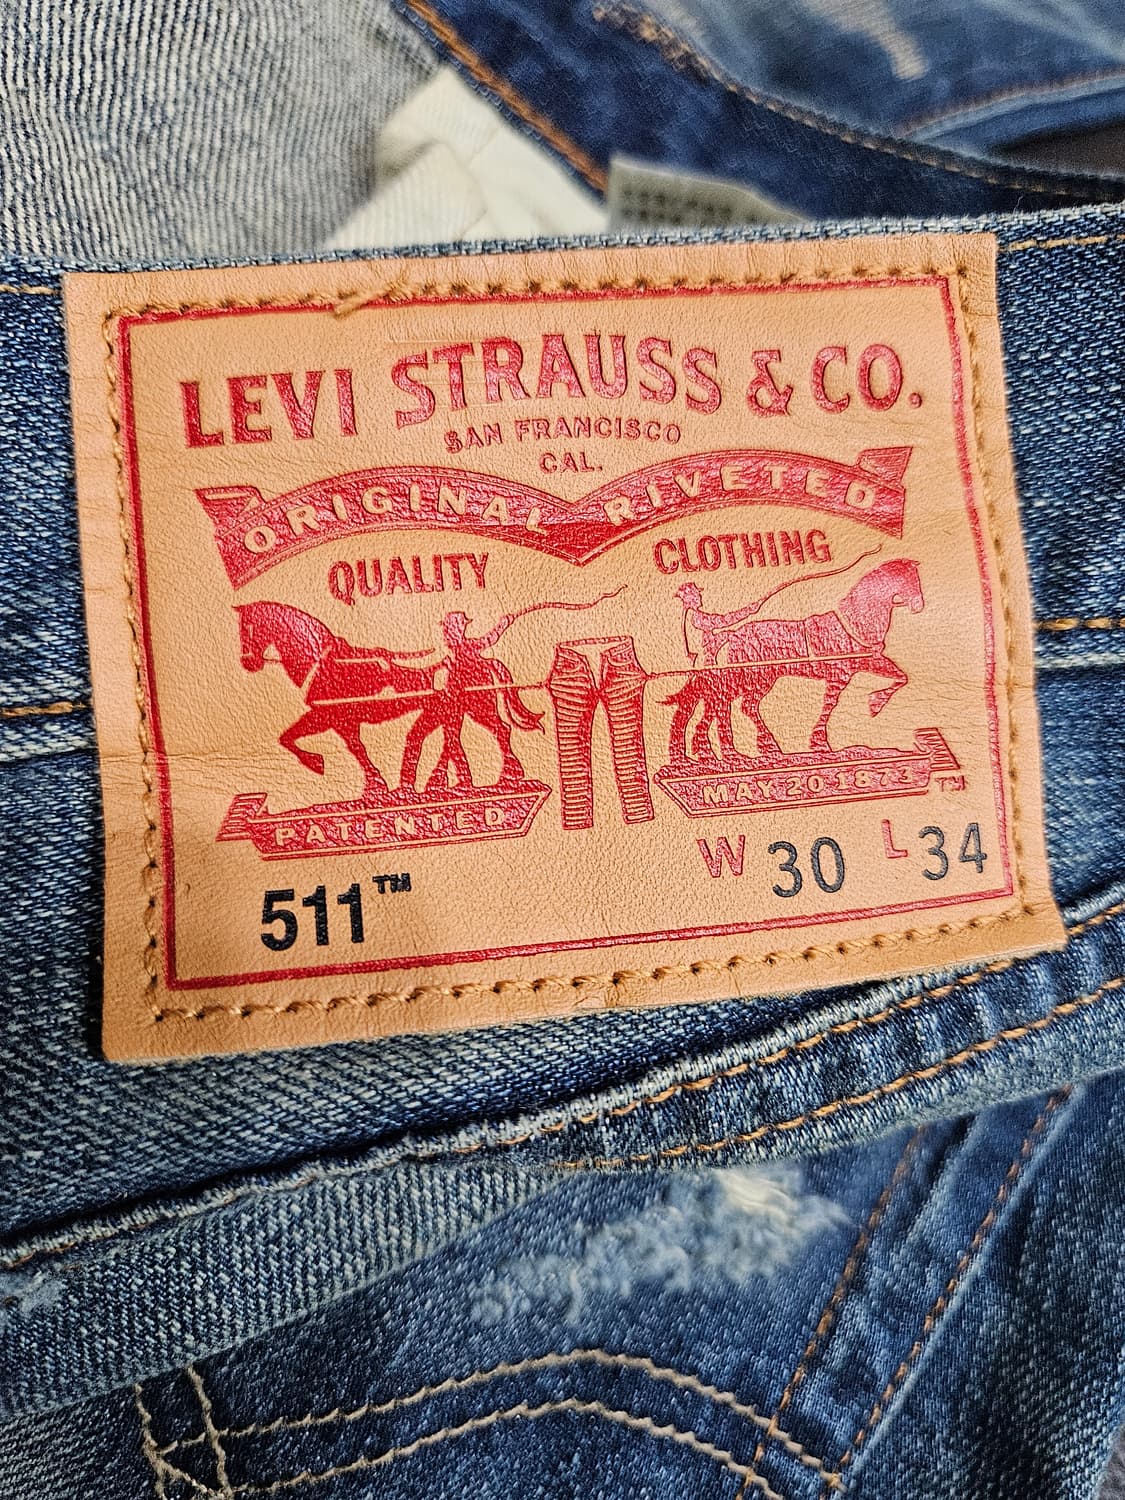 LEVI STRAUSS & CO.
SAN FRANCISCO
CAL.
ORIGINAL RIVETED
QUALITY CLOTHING
PATENTED MAY 20 1873 ™
511™ W 30 L 34